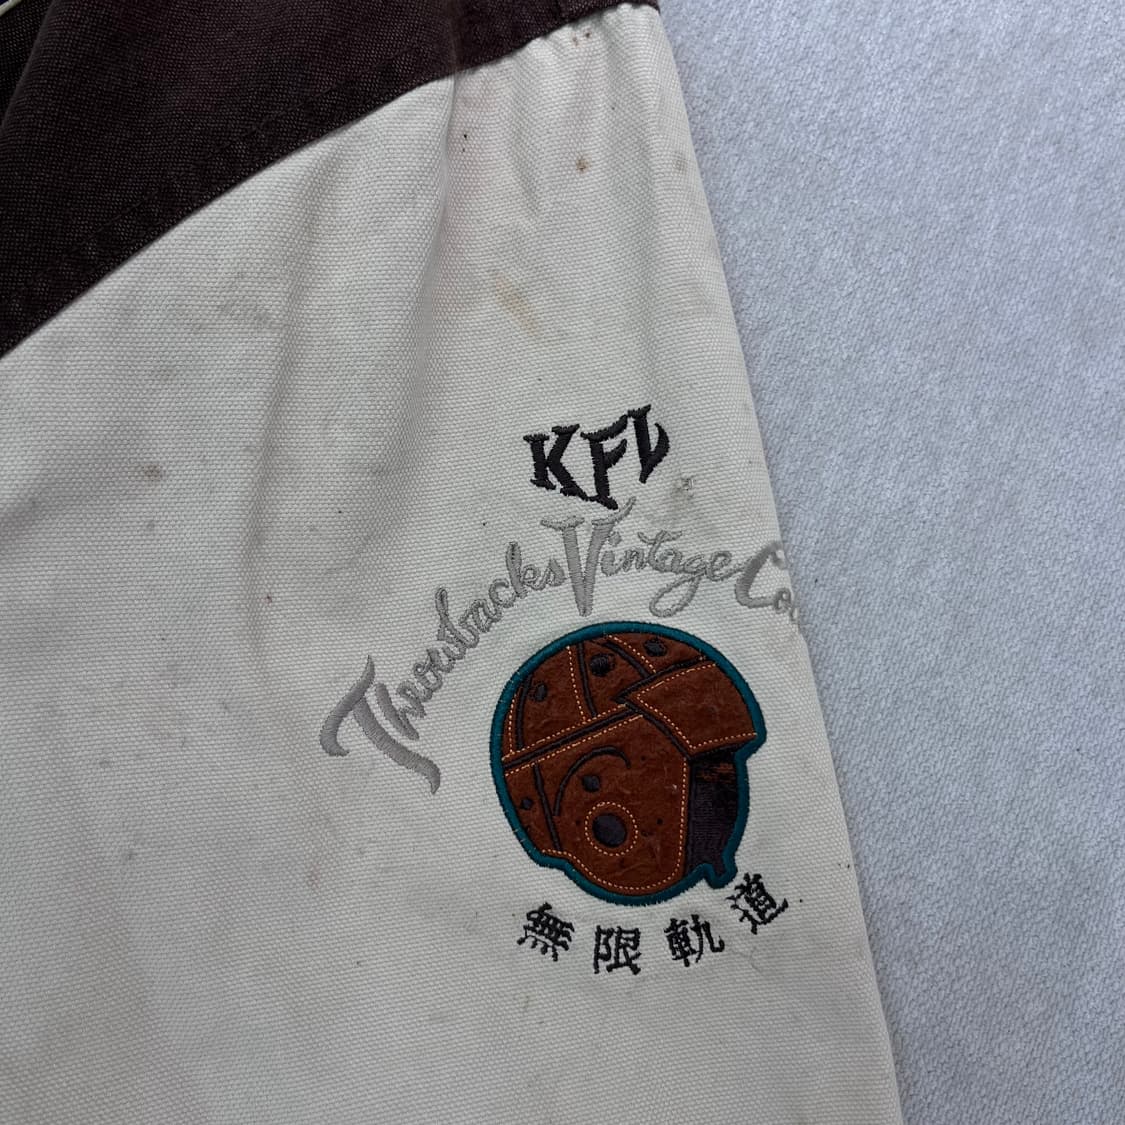 KFL
Throwbacks Vintage Co
無限軌道